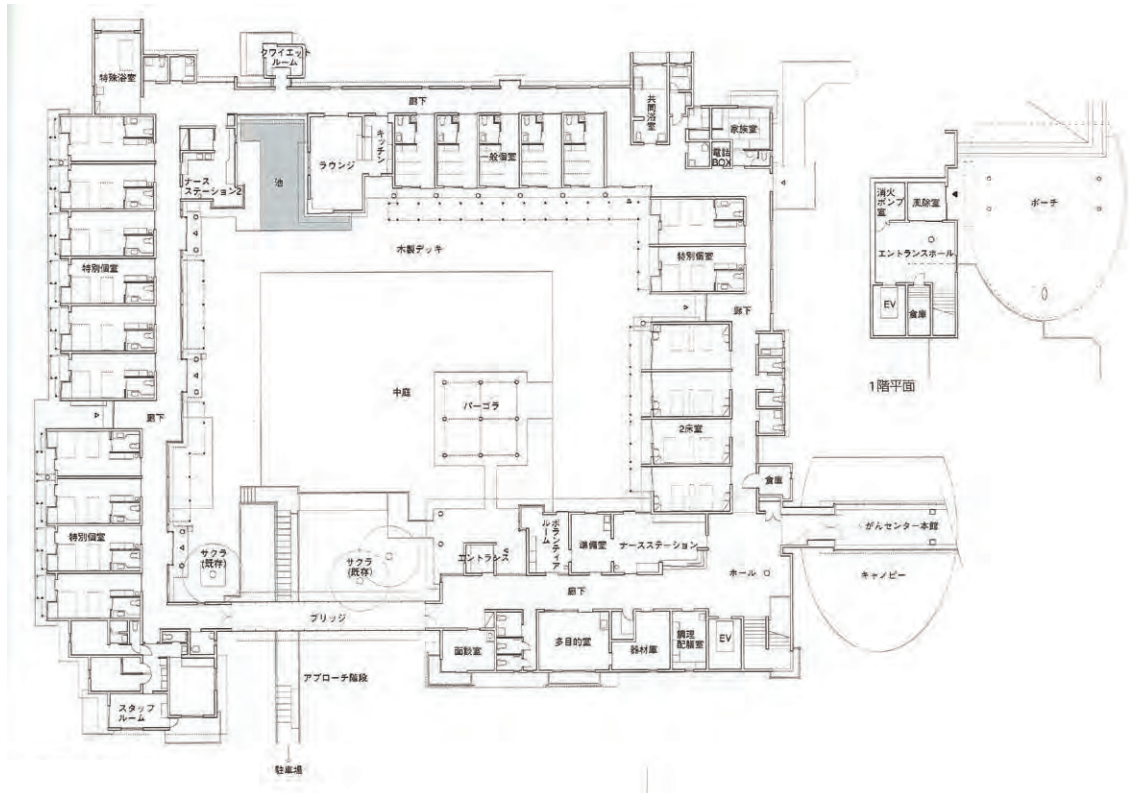 クワイエット
ルーム
特殊浴室
廊下
共同
浴室
家族室
電話
BOX
キッチン
ラウンジ
一般個室
池
ナース
ステーション2
木製デッキ
特別個室
特別個室
廊下
中庭
パーゴラ
2床室
廊下
倉庫
特別個室
サクラ
(既存)
サクラ
(既存)
エントランス
ボランティア
ルーム
準備室
ナースステーション
ホール
がんセンター本館
キャノピー
廊下
ブリッジ
面談室
多目的室
器材庫
調理
配膳室
EV
アプローチ階段
スタッフ
ルーム
駐車場
消火
ポンプ
室
風除室
ポーチ
エントランスホール
EV
倉庫
1階平面